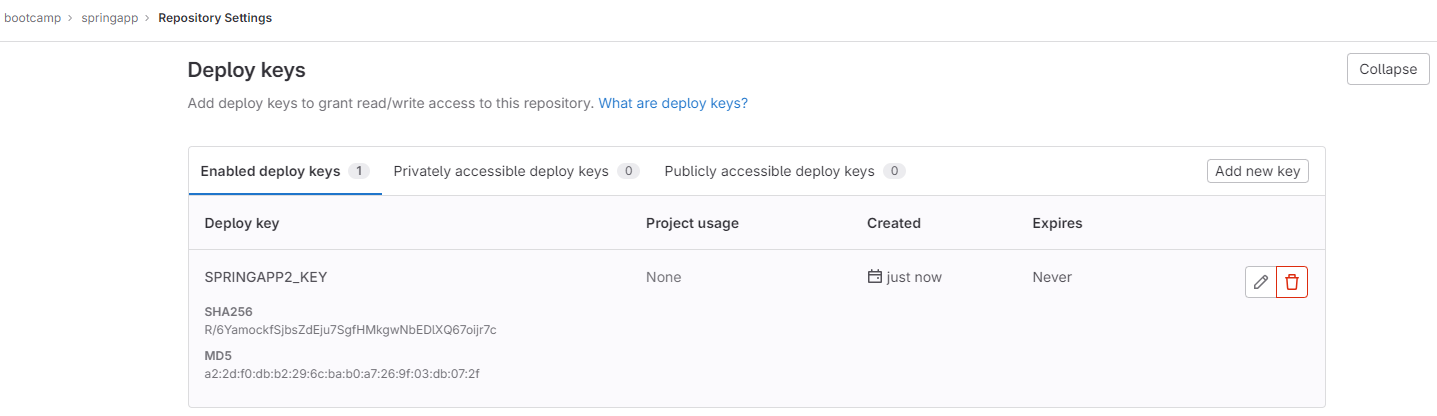 bootcamp > springapp > Repository Settings
Deploy keys
Collapse
Add deploy keys to grant read/write access to this repository. What are deploy keys?
Enabled deploy keys 1 Privately accessible deploy keys 0 Publicly accessible deploy keys 0 Add new key
Deploy key Project usage Created Expires
SPRINGAPP2_KEY None just now Never
SHA256
R/6YamockfSjbsZdEju7SgfHMkgwNbEDlXQ67oijr7c
MD5
a2:2d:f0:db:b2:29:6c:ba:b0:a7:26:9f:03:db:07:2f